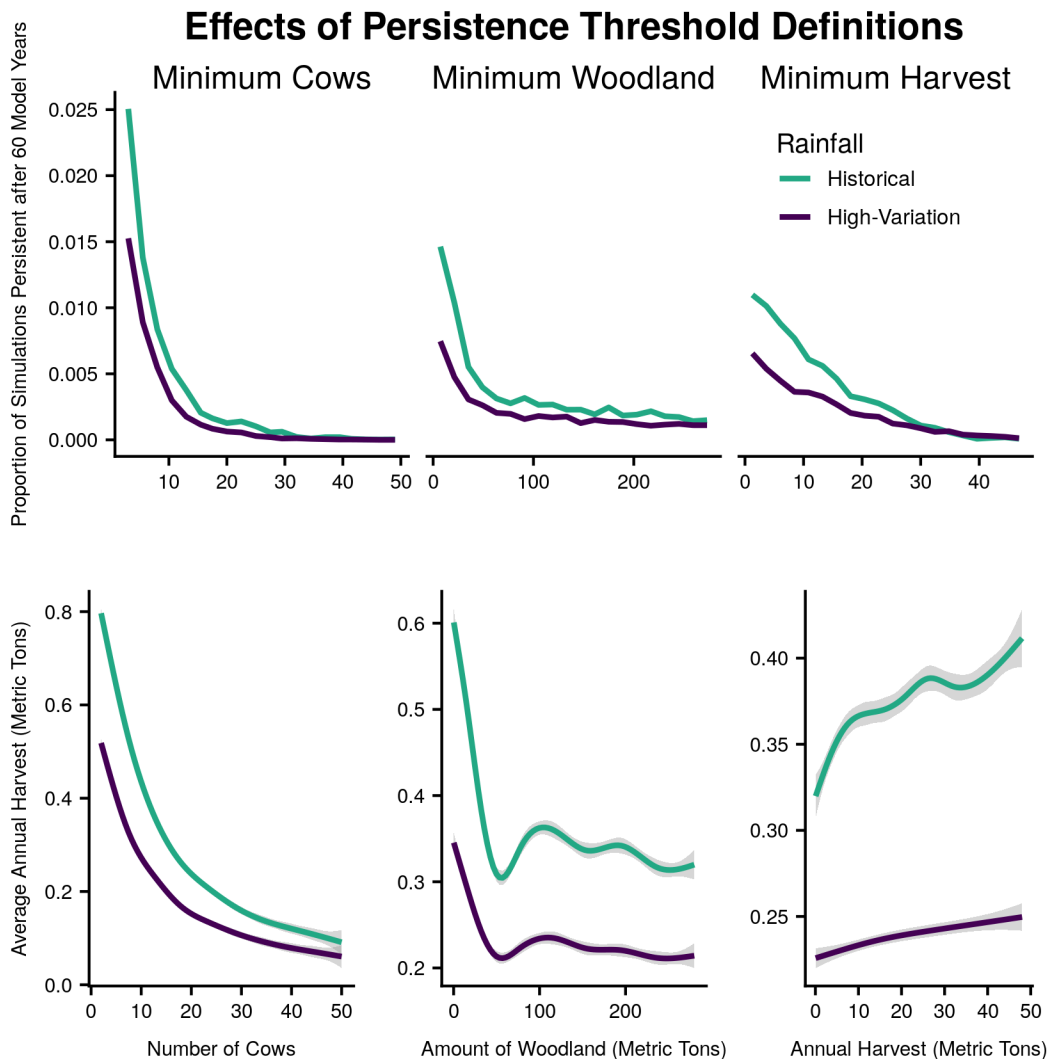 Effects of Persistence Threshold Definitions
Minimum Cows
Minimum Woodland
Minimum Harvest
Proportion of Simulations Persistent after 60 Model Years
0.025
0.020
0.015
0.010
0.005
0.000
10 20 30 40 50
0 100 200
0 10 20 30 40
Rainfall
Historical
High-Variation
Average Annual Harvest (Metric Tons)
0.8
0.6
0.4
0.2
0.0
0 10 20 30 40 50
Number of Cows
0.6
0.5
0.4
0.3
0.2
0 100 200
Amount of Woodland (Metric Tons)
0.40
0.35
0.30
0.25
0 10 20 30 40 50
Annual Harvest (Metric Tons)